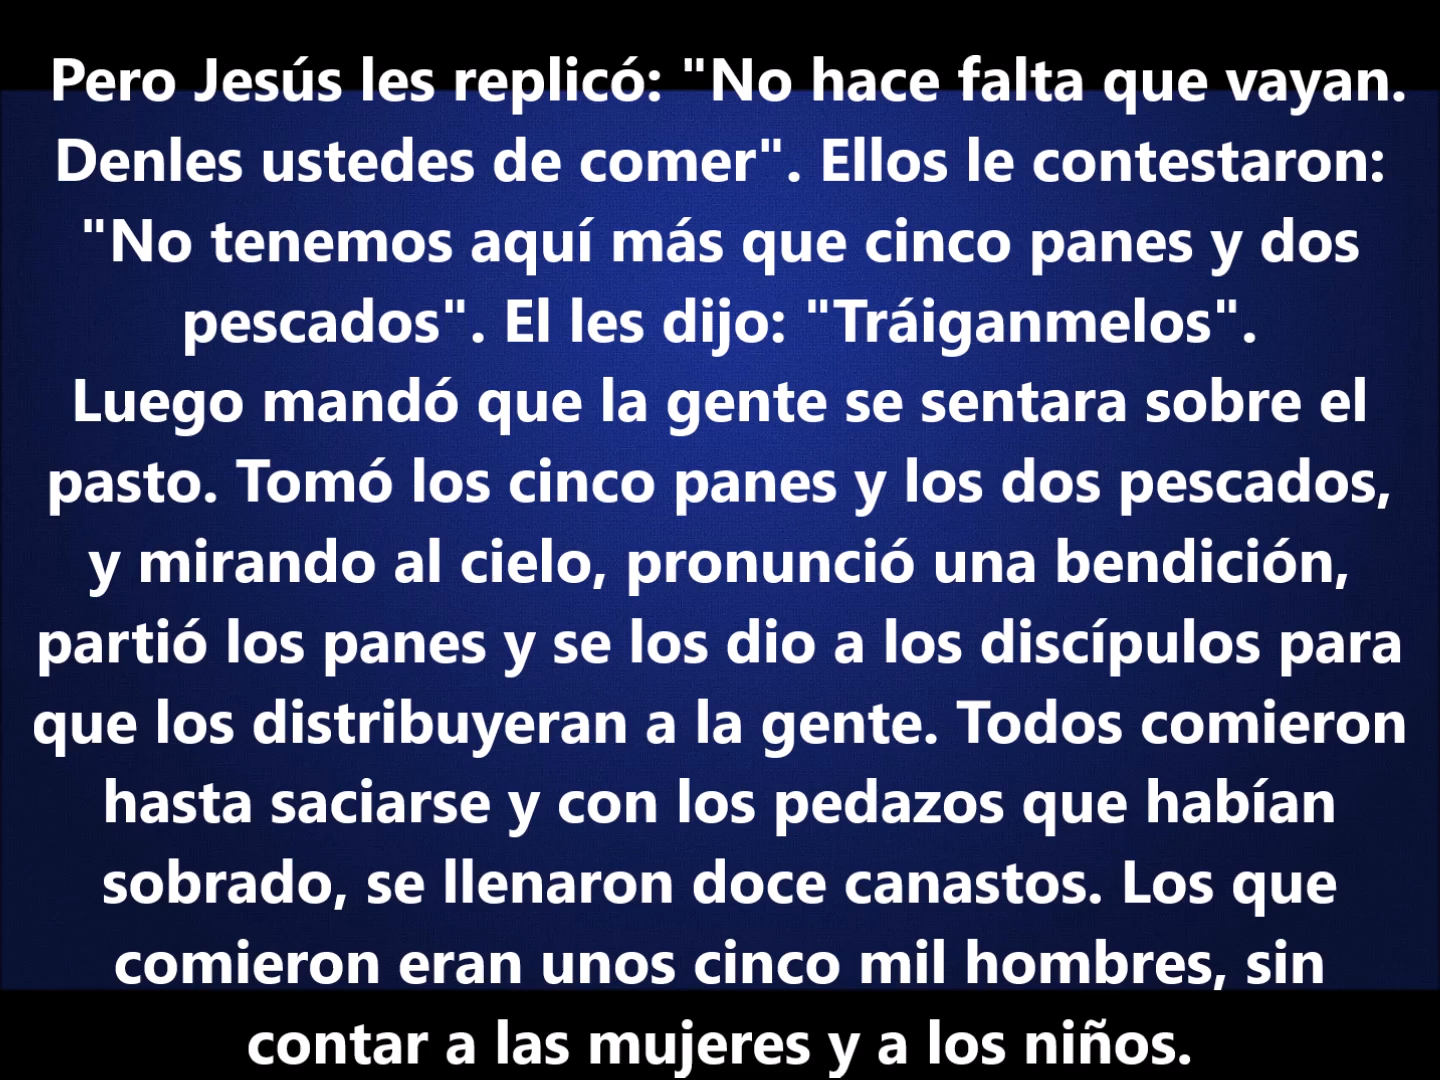 Pero Jesús les replicó: "No hace falta que vayan.
Denles ustedes de comer". Ellos le contestaron:
"No tenemos aquí más que cinco panes y dos
pescados". El les dijo: "Tráiganmelos".
Luego mandó que la gente se sentara sobre el
pasto. Tomó los cinco panes y los dos pescados,
y mirando al cielo, pronunció una bendición,
partió los panes y se los dio a los discípulos para
que los distribuyeran a la gente. Todos comieron
hasta saciarse y con los pedazos que habían
sobrado, se llenaron doce canastos. Los que
comieron eran unos cinco mil hombres, sin
contar a las mujeres y a los niños.